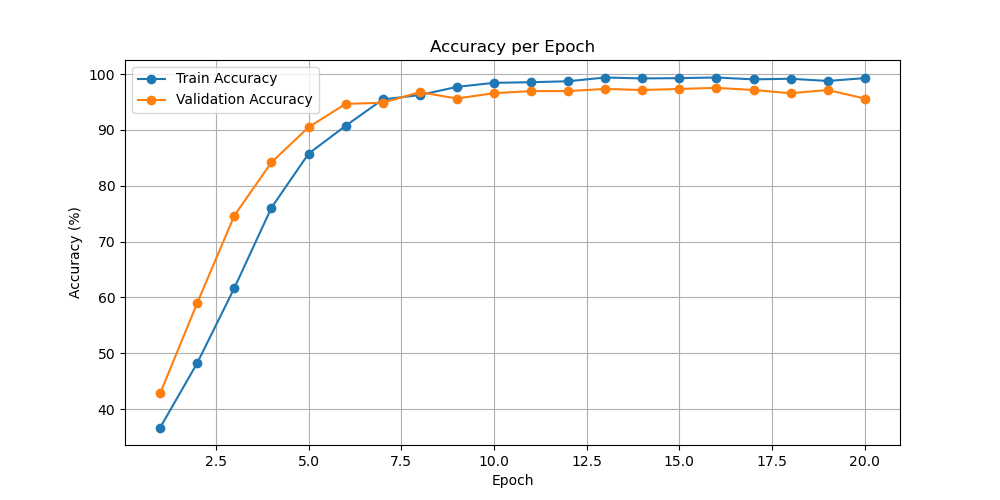 Accuracy per Epoch
Train Accuracy
Validation Accuracy
Accuracy (%)
100
90
80
70
60
50
40
2.5 5.0 7.5 10.0 12.5 15.0 17.5 20.0
Epoch